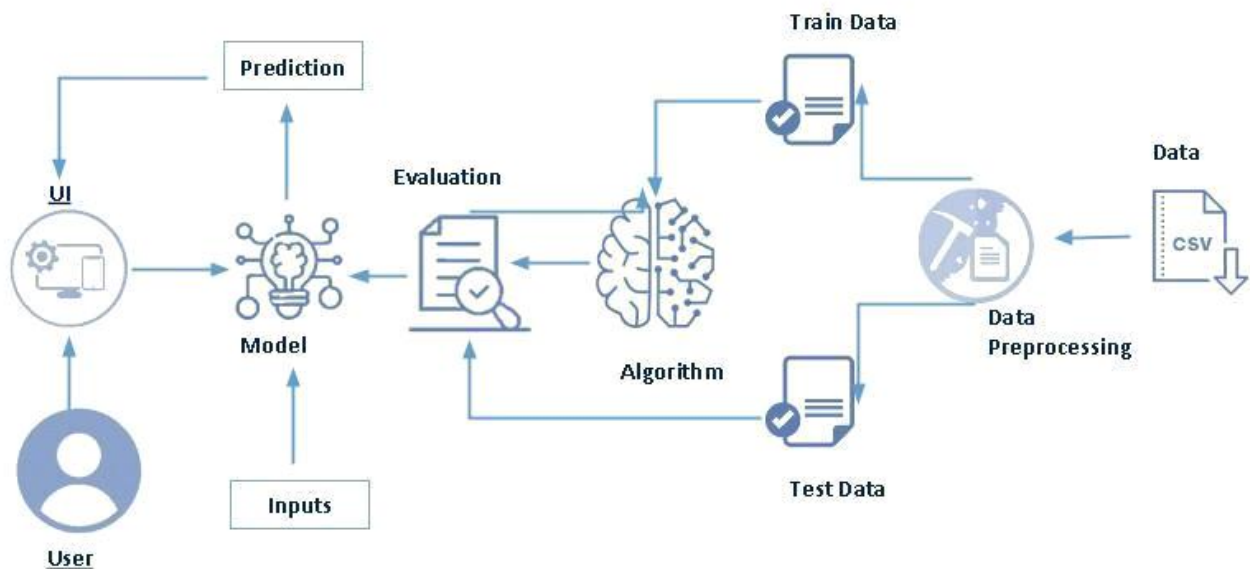 Train Data
Prediction
Data
Evaluation
UI
CSV
Model
Data
Preprocessing
Algorithm
Inputs
Test Data
User